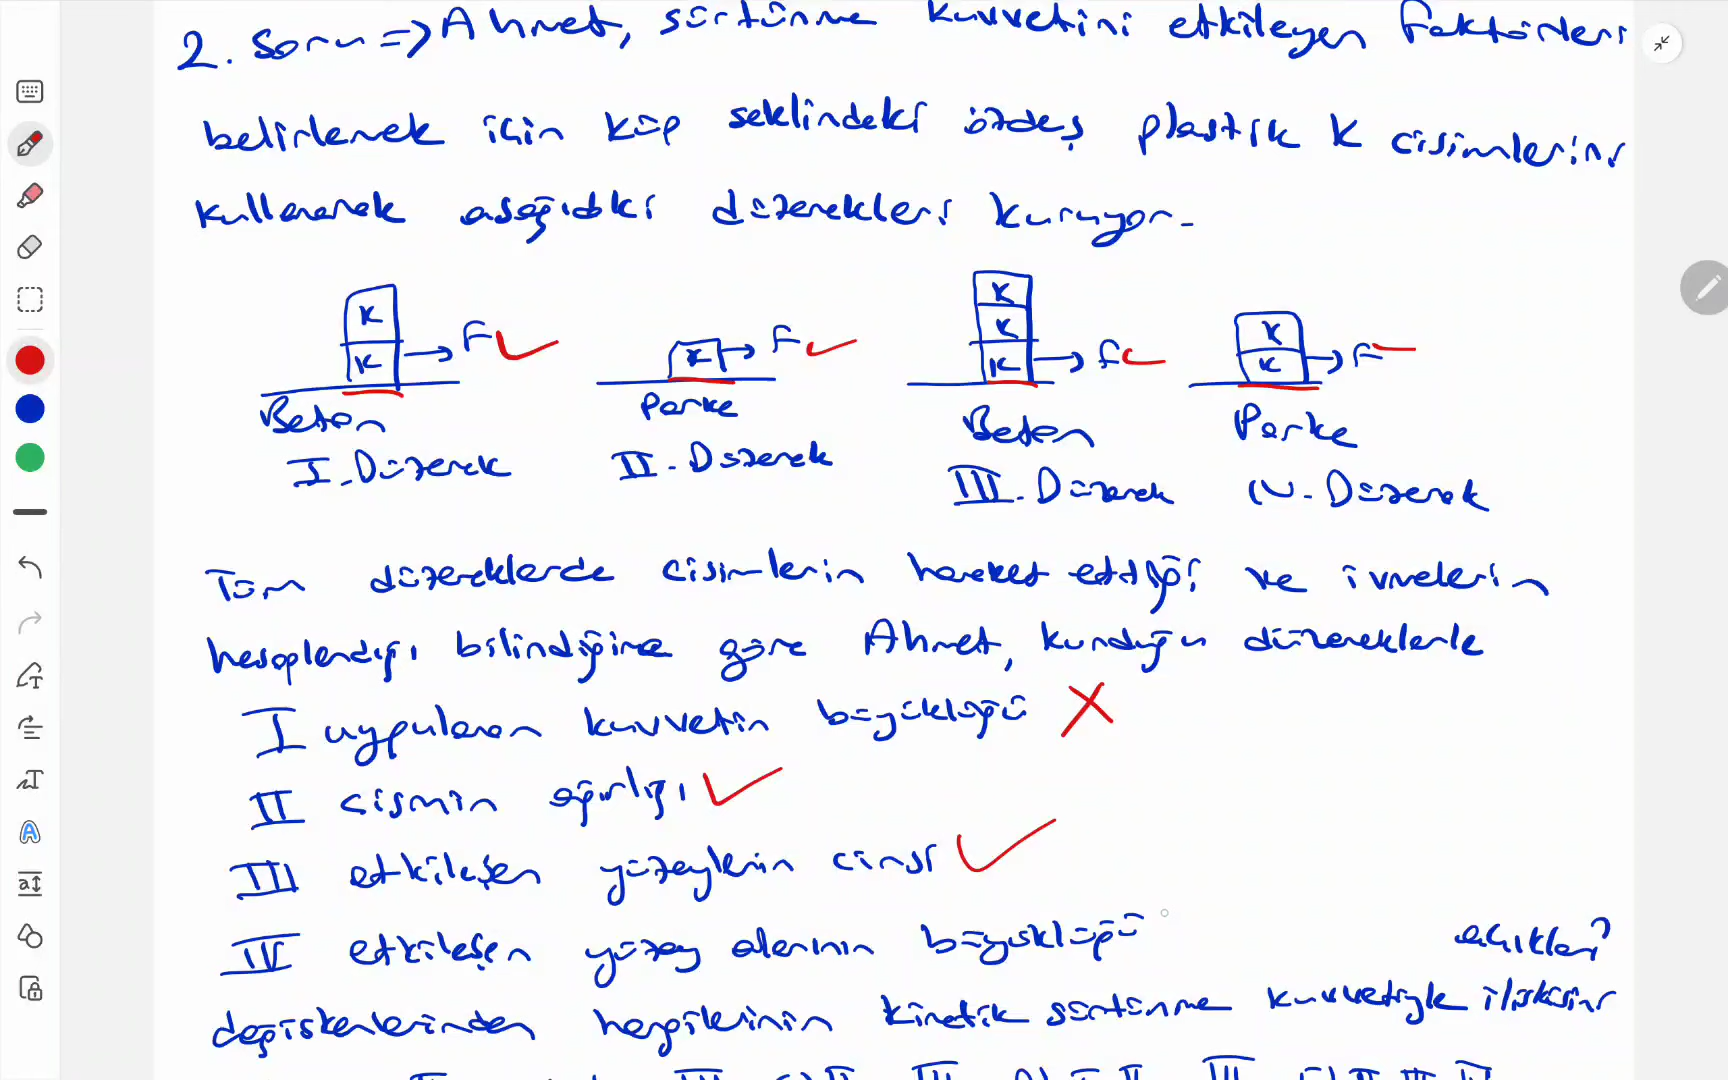 2. Soru => Ahmet, sürtünme kuvvetini etkileyen faktörleri
belirlemek için küp seklindeki özdeş plastik K cisimlerini
kullanarak aşağıdaki düzenekleri kuruyor.
K
K
F
K
F
K
K
K
F
K
K
F
Beton
Parke
Beton
Parke
I. Düzenek
II. Düzenek
III. Düzenek
IV. Düzenek
Tüm düzeneklerde cisimlerin hareket ettiği ve ivmelerin
hesaplandığı bilindiğine göre Ahmet, kurduğu düzeneklerle
I uygulanan kuvvetin büyüklüğü
II cismin ağırlığı
III etkileşen yüzeylerin cinsi
IV etkileşen yüzey alanının büyüklüğü
değişkenlerinden hangilerinin kinetik sürtünme kuvvetiyle ilişkisini açıklar?